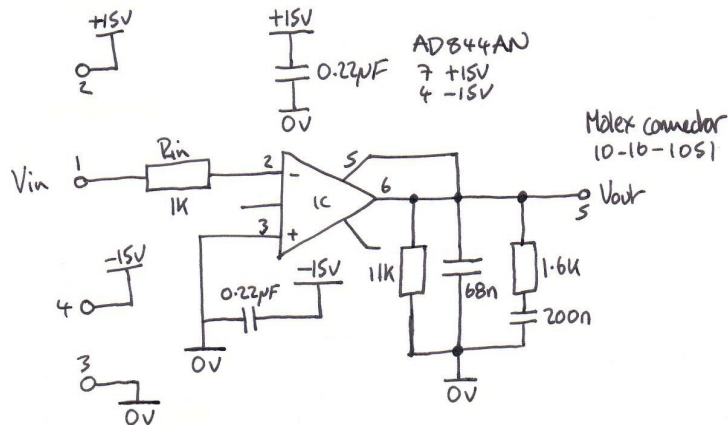 +15V
2
+15V
0.22µF
0V
AD844AN
7 +15V
4 -15V
Molex connector
10-10-1051
Vin
1
Rin
1K
2
-
3
+
IC
5
6
Vout
5
-15V
4
0.22µF
-15V
0V
11K
68n
1.6K
200n
0V
3
0V